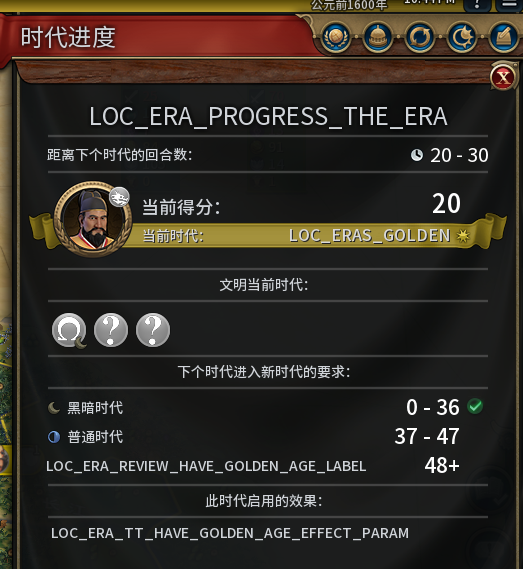 公元前1600年
时代进度
X
LOC_ERA_PROGRESS_THE_ERA
距离下个时代的回合数： 20 - 30
当前得分： 20
当前时代： LOC_ERAS_GOLDEN
文明当前时代：
Ω ? ?
下个时代进入新时代的要求：
黑暗时代 0 - 36
普通时代 37 - 47
LOC_ERA_REVIEW_HAVE_GOLDEN_AGE_LABEL 48+
此时代启用的效果：
LOC_ERA_TT_HAVE_GOLDEN_AGE_EFFECT_PARAM